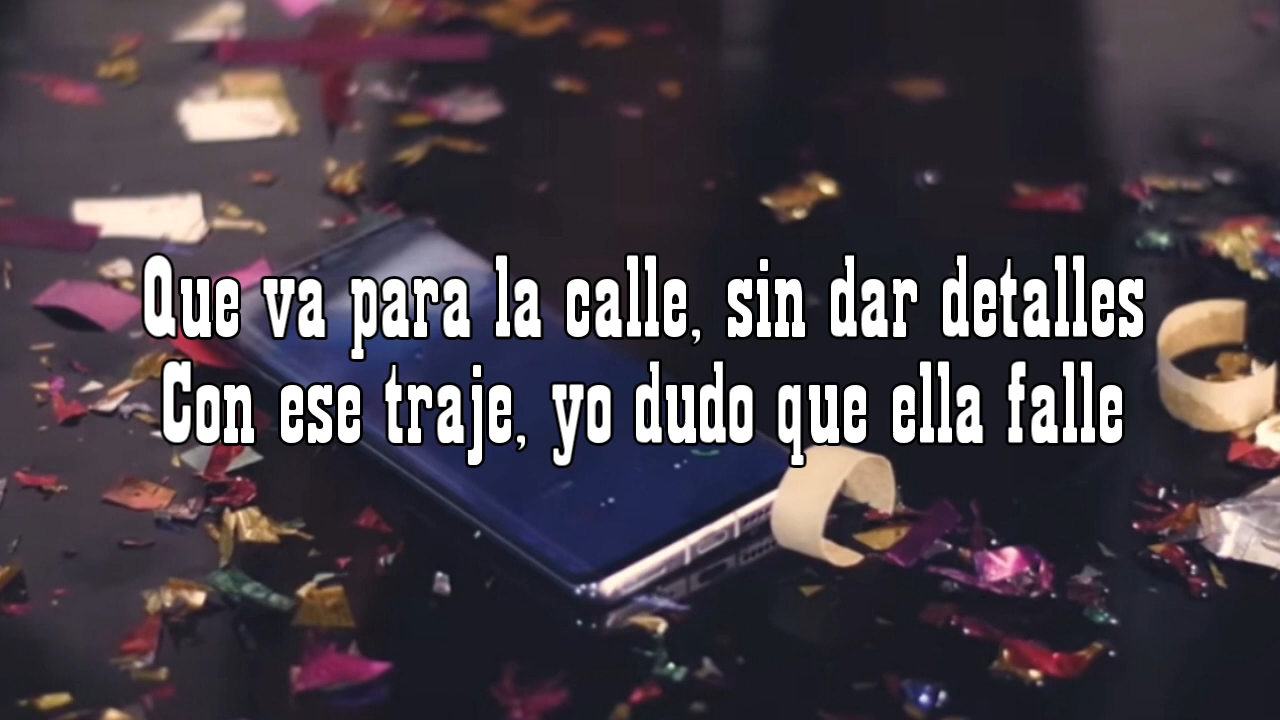 Que va para la calle, sin dar detalles
Con ese traje, yo dudo que ella falle